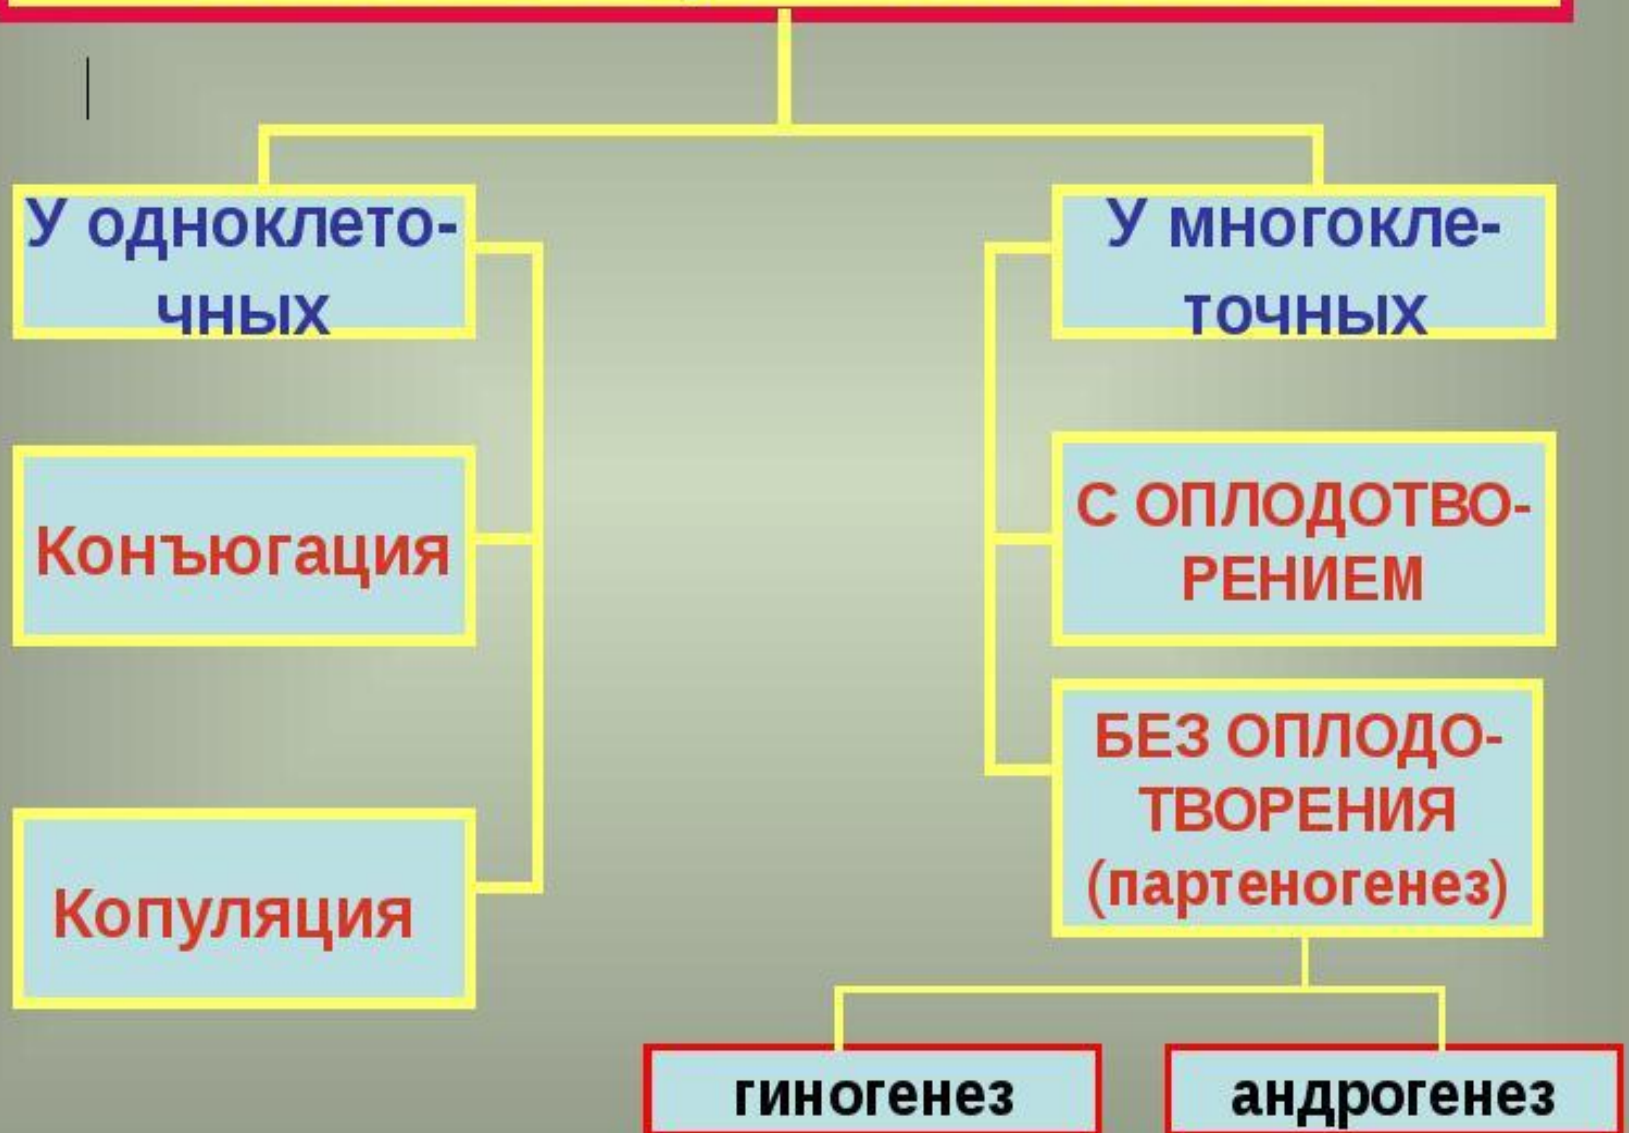 У одноклето-
чных
Конъюгация
Копуляция
У многокле-
точных
С ОПЛОДОТВО-
РЕНИЕМ
БЕЗ ОПЛОДО-
ТВОРЕНИЯ
(партеногенез)
гиногенез
андрогенез